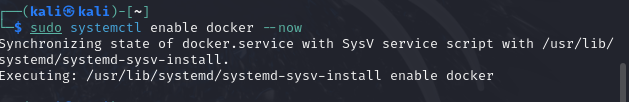 ┌──(kali㉿kali)-[~]
└─$ sudo systemctl enable docker --now
Synchronizing state of docker.service with SysV service script with /usr/lib/
systemd/systemd-sysv-install.
Executing: /usr/lib/systemd/systemd-sysv-install enable docker